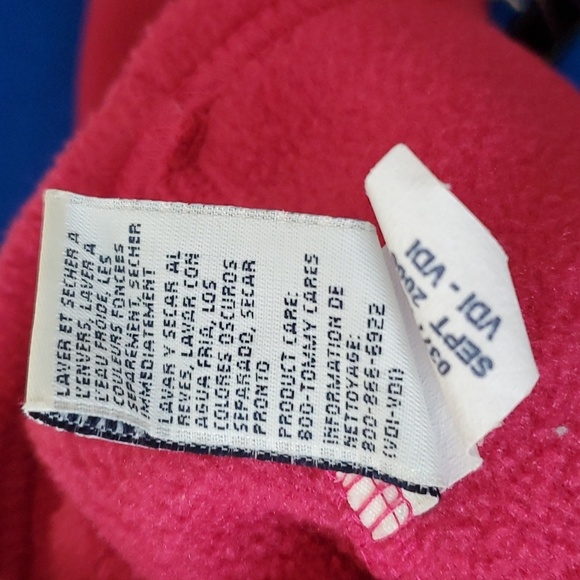 LAVER ET SECHER A
L'ENVERS, LAVER A
L'EAU FROIDE, LES
COULEURS FONCEES
SEPAREMENT, SECHER
IMMEDIATEMENT
LAVAR Y SECAR AL
REVES, LAVAR CON
AGUA FRIA, LOS
COLORES OSCUROS
SEPARADO, SECAR
PRONTO
PRODUCT CARE:
800-TOMMY CARES
INFORMATION DE
NETTOYAGE:
800-866-6922
(VDI-VDI)
SEPT
VDI - VDI